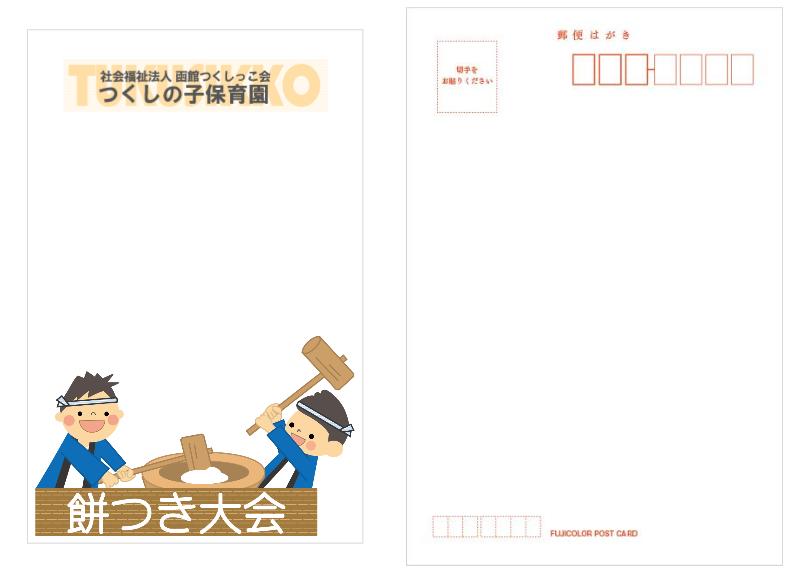 TUKUSIKKO
社会福祉法人 函館つくしっこ会
つくしの子保育園
餅つき大会
郵便はがき
切手を
お貼りください
FUJICOLOR POST CARD